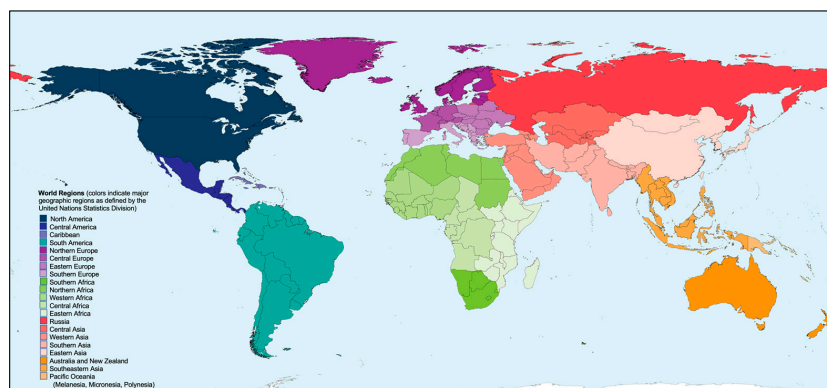 World Regions (colors indicate major
geographic regions as defined by the
United Nations Statistics Division)
North America
Central America
Caribbean
South America
Northern Europe
Central Europe
Eastern Europe
Southern Europe
Southern Africa
Northern Africa
Western Africa
Central Africa
Eastern Africa
Russia
Central Asia
Western Asia
Southern Asia
Eastern Asia
Australia and New Zealand
Southeastern Asia
Pacific Oceania
(Melanesia, Micronesia, Polynesia)